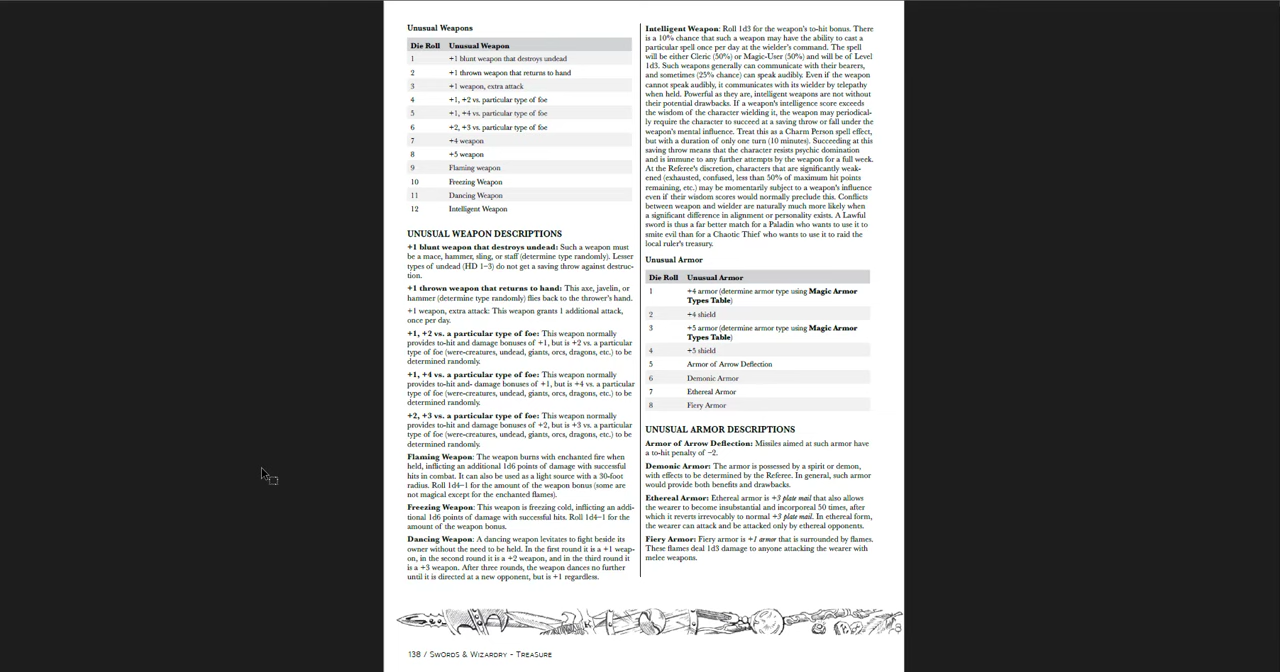 Unusual Weapons
Die Roll Unusual Weapon
1 +1 blunt weapon that destroys undead
2 +1 thrown weapon that returns to hand
3 +1 weapon, extra attack
4 +1, +2 vs. particular type of foe
5 +1, +4 vs. particular type of foe
6 +2, +3 vs. particular type of foe
7 +4 weapon
8 +5 weapon
9 Flaming weapon
10 Freezing Weapon
11 Dancing Weapon
12 Intelligent Weapon
UNUSUAL WEAPON DESCRIPTIONS
+1 blunt weapon that destroys undead: Such a weapon must
be a mace, hammer, sling, or staff (determine type randomly). Lesser
types of undead (HD 1–3) do not get a saving throw against destruc-
tion.
+1 thrown weapon that returns to hand: This axe, javelin, or
hammer (determine type randomly) flies back to the thrower's hand.
+1 weapon, extra attack: This weapon grants 1 additional attack,
once per day.
+1, +2 vs. a particular type of foe: This weapon normally
provides to-hit and damage bonuses of +1, but is +2 vs. a particular
type of foe (were-creatures, undead, giants, orcs, dragons, etc.) to be
determined randomly.
+1, +4 vs. a particular type of foe: This weapon normally
provides to-hit and- damage bonuses of +1, but is +4 vs. a particular
type of foe (were-creatures, undead, giants, orcs, dragons, etc.) to be
determined randomly.
+2, +3 vs. a particular type of foe: This weapon normally
provides to-hit and damage bonuses of +2, but is +3 vs. a particular
type of foe (were-creatures, undead, giants, orcs, dragons, etc.) to be
determined randomly.
Flaming Weapon: The weapon burns with enchanted fire when
held, inflicting an additional 1d6 points of damage with successful
hits in combat. It can also be used as a light source with a 30-foot
radius. Roll 1d4–1 for the amount of the weapon bonus (some are
not magical except for the enchanted flames).
Freezing Weapon: This weapon is freezing cold, inflicting an addi-
tional 1d6 points of damage with successful hits. Roll 1d4–1 for the
amount of the weapon bonus.
Dancing Weapon: A dancing weapon levitates to fight beside its
owner without the need to be held. In the first round it is a +1 weap-
on, in the second round it is a +2 weapon, and in the third round it
is a +3 weapon. After three rounds, the weapon dances no further
until it is directed at a new opponent, but is +1 regardless.
Intelligent Weapon: Roll 1d3 for the weapon's to-hit bonus. There
is a 10% chance that such a weapon may have the ability to cast a
particular spell once per day at the wielder's command. The spell
will be either Cleric (50%) or Magic-User (50%) and will be of Level
1d3. Such weapons generally can communicate with their bearers,
and sometimes (25% chance) can speak audibly. Even if the weapon
cannot speak audibly, it communicates with its wielder by telepathy
when held. Powerful as they are, intelligent weapons are not without
their potential drawbacks. If a weapon's intelligence score exceeds
the wisdom of the character wielding it, the weapon may periodical-
ly require the character to succeed at a saving throw or fall under the
weapon's mental influence. Treat this as a Charm Person spell effect,
but with a duration of only one turn (10 minutes). Succeeding at this
saving throw means that the character resists psychic domination
and is immune to any further attempts by the weapon for a full week.
At the Referee's discretion, characters that are significantly weak-
ened (exhausted, confused, less than 50% of maximum hit points
remaining, etc.) may be momentarily subject to a weapon's influence
even if their wisdom scores would normally preclude this. Conflicts
between weapon and wielder are naturally much more likely when
a significant difference in alignment or personality exists. A Lawful
sword is thus a far better match for a Paladin who wants to use it to
smite evil than for a Chaotic Thief who wants to use it to raid the
local ruler's treasury.
Unusual Armor
Die Roll Unusual Armor
1 +4 armor (determine armor type using Magic Armor
Types Table)
2 +4 shield
3 +5 armor (determine armor type using Magic Armor
Types Table)
4 +5 shield
5 Armor of Arrow Deflection
6 Demonic Armor
7 Ethereal Armor
8 Fiery Armor
UNUSUAL ARMOR DESCRIPTIONS
Armor of Arrow Deflection: Missiles aimed at such armor have
a to-hit penalty of –2.
Demonic Armor: The armor is possessed by a spirit or demon,
with effects to be determined by the Referee. In general, such armor
would provide both benefits and drawbacks.
Ethereal Armor: Ethereal armor is +3 plate mail that also allows
the wearer to become insubstantial and incorporeal 50 times, after
which it reverts irrevocably to normal +3 plate mail. In ethereal form,
the wearer can attack and be attacked only by ethereal opponents.
Fiery Armor: Fiery armor is +1 armor that is surrounded by flames.
These flames deal 1d3 damage to anyone attacking the wearer with
melee weapons.
138 / Swords & Wizardry - Treasure